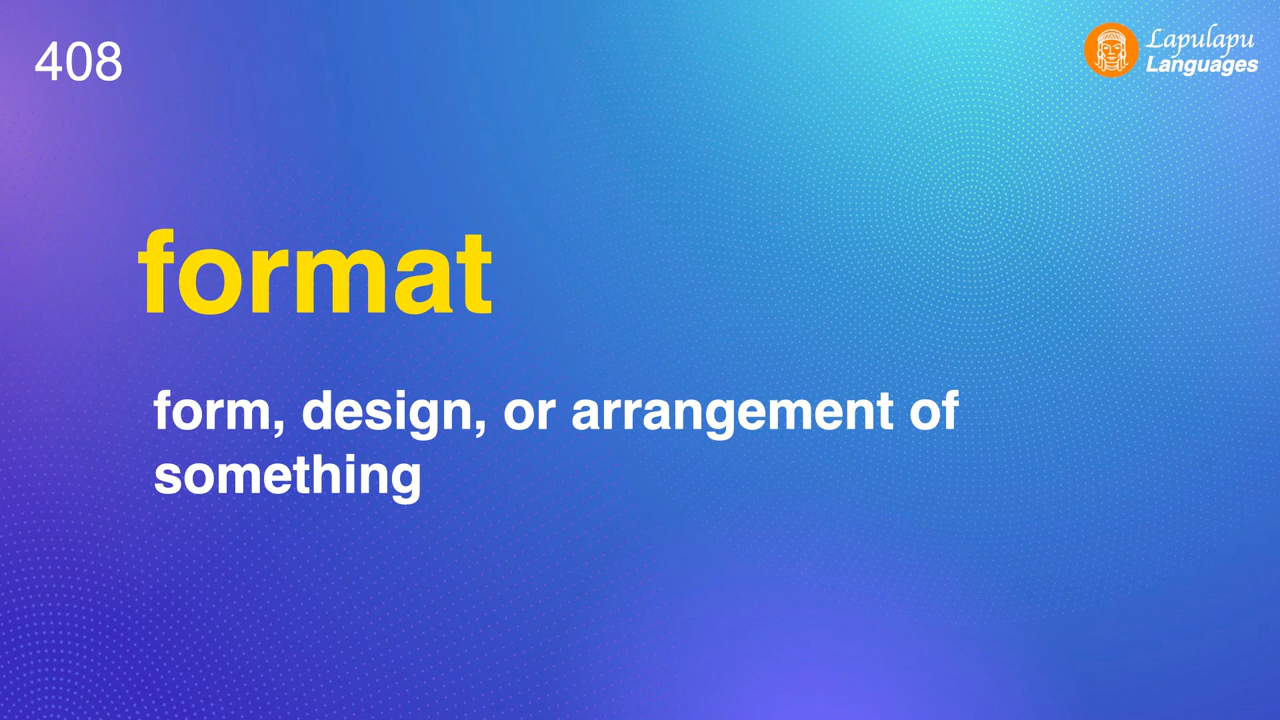 408
Lapulapu
Languages
format
form, design, or arrangement of
something